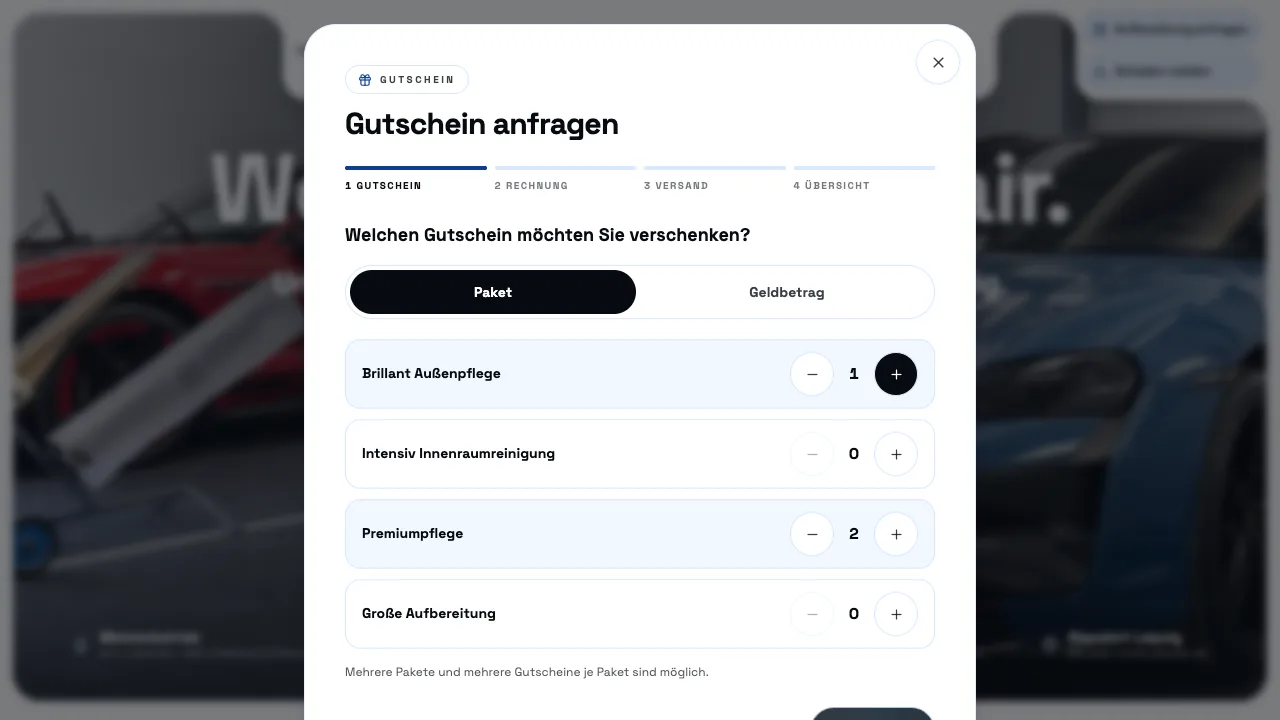 GUTSCHEIN
Gutschein anfragen
1 GUTSCHEIN
2 RECHNUNG
3 VERSAND
4 ÜBERSICHT
Welchen Gutschein möchten Sie verschenken?
Paket
Geldbetrag
Brillant Außenpflege
1
Intensiv Innenraumreinigung
0
Premiumpflege
2
Große Aufbereitung
0
Mehrere Pakete und mehrere Gutscheine je Paket sind möglich.